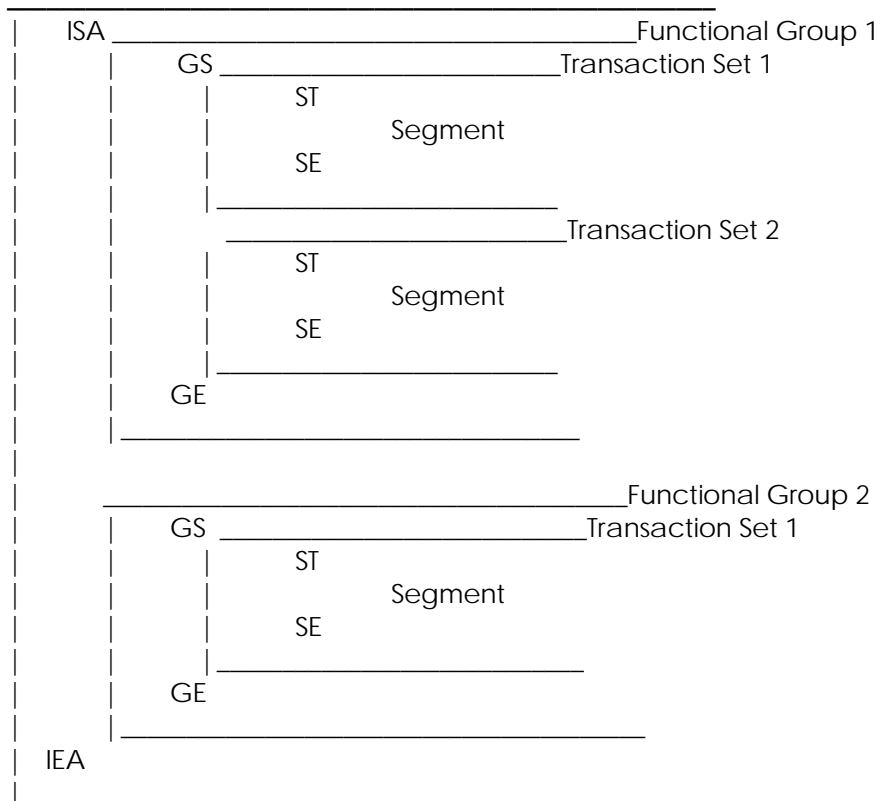 ISA Functional Group 1
GS Transaction Set 1
ST
Segment
SE
Transaction Set 2
ST
Segment
SE
GE
Functional Group 2
GS Transaction Set 1
ST
Segment
SE
GE
IEA